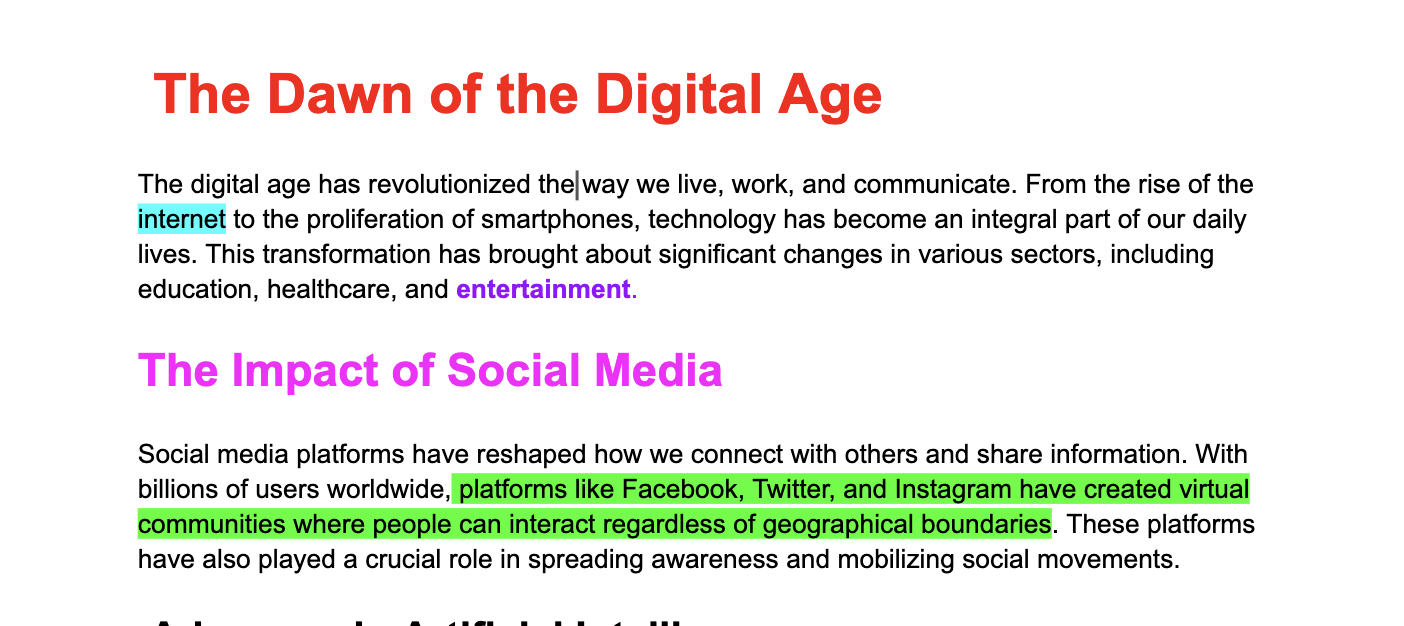 The Dawn of the Digital Age
The digital age has revolutionized the way we live, work, and communicate. From the rise of the
internet to the proliferation of smartphones, technology has become an integral part of our daily
lives. This transformation has brought about significant changes in various sectors, including
education, healthcare, and entertainment.
The Impact of Social Media
Social media platforms have reshaped how we connect with others and share information. With
billions of users worldwide, platforms like Facebook, Twitter, and Instagram have created virtual
communities where people can interact regardless of geographical boundaries. These platforms
have also played a crucial role in spreading awareness and mobilizing social movements.